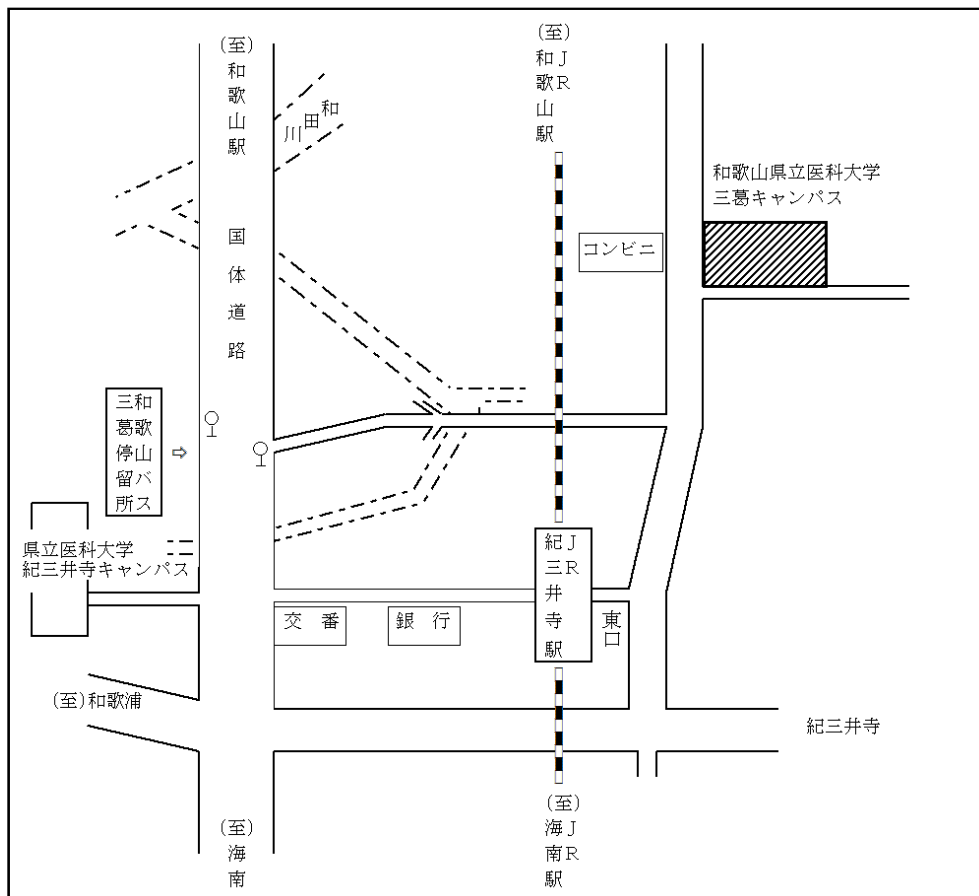 (至)和歌山駅
(至)
和歌山駅
JR
和田川
和歌山県立医科大学
三葛キャンパス
国体道路
コンビニ
和歌山バス
三葛停留所
⇨
県立医科大学
紀三井寺キャンパス
JR
紀三井寺駅
東口
交番
銀行
(至)和歌浦
紀三井寺
(至)海南
(至)
JR
海南駅